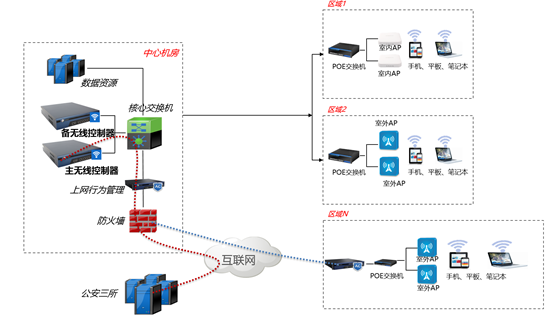 区域1
中心机房
室内AP
室内AP
POE交换机
手机、平板、笔记本
数据资源
核心交换机
区域2
室外AP
备无线控制器
主无线控制器
POE交换机
手机、平板、笔记本
室外AP
上网行为管理
AC
防火墙
区域N
互联网
室外AP
AC
POE交换机
手机、平板、笔记本
室外AP
公安三所